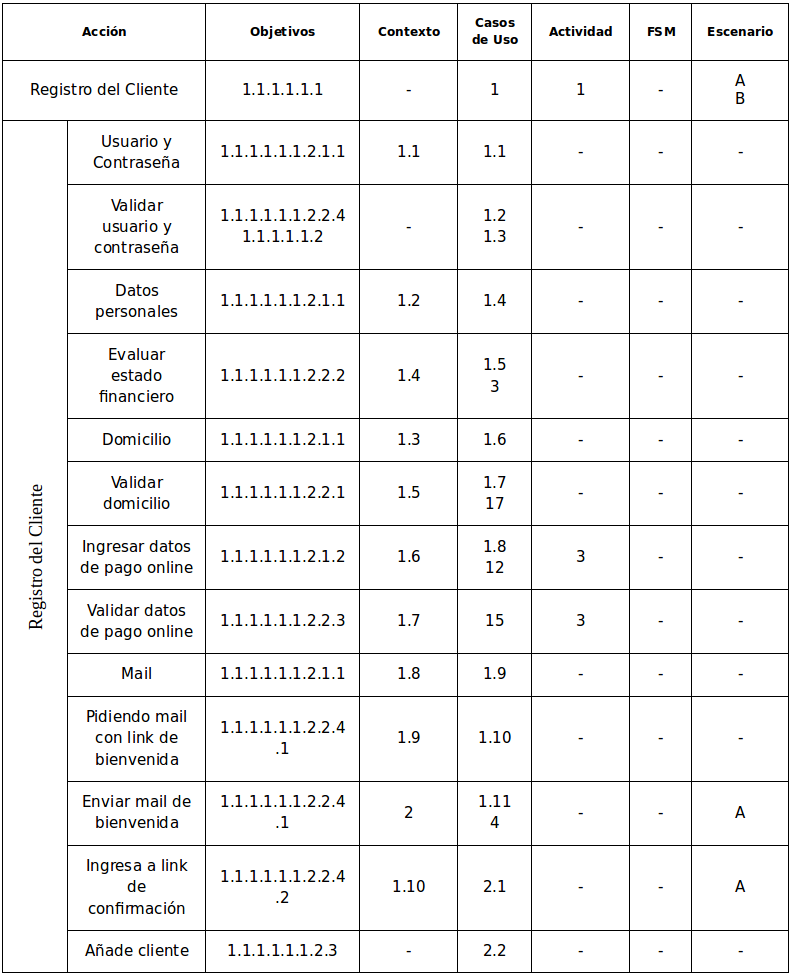 Acción Objetivos Contexto Casos de Uso Actividad FSM Escenario
Registro del Cliente 1.1.1.1.1.1 - 1 1 - A
B
Registro del Cliente
Usuario y
Contraseña 1.1.1.1.1.1.2.1.1 1.1 1.1 - - -
Validar
usuario y
contraseña 1.1.1.1.1.1.2.2.4
1.1.1.1.1.2 - 1.2
1.3 - - -
Datos
personales 1.1.1.1.1.1.2.1.1 1.2 1.4 - - -
Evaluar
estado
financiero 1.1.1.1.1.1.2.2.2 1.4 1.5
3 - - -
Domicilio 1.1.1.1.1.1.2.1.1 1.3 1.6 - - -
Validar
domicilio 1.1.1.1.1.1.2.2.1 1.5 1.7
17 - - -
Ingresar datos
de pago online 1.1.1.1.1.1.2.1.2 1.6 1.8
12 3 - -
Validar datos
de pago online 1.1.1.1.1.1.2.2.3 1.7 15 3 - -
Mail 1.1.1.1.1.1.2.1.1 1.8 1.9 - - -
Pidiendo mail
con link de
bienvenida 1.1.1.1.1.1.2.2.4
.1 1.9 1.10 - - -
Enviar mail de
bienvenida 1.1.1.1.1.1.2.2.4
.1 2 1.11
4 - - A
Ingresa a link
de
confirmación 1.1.1.1.1.1.2.2.4
.2 1.10 2.1 - - A
Añade cliente 1.1.1.1.1.1.2.3 - 2.2 - - -